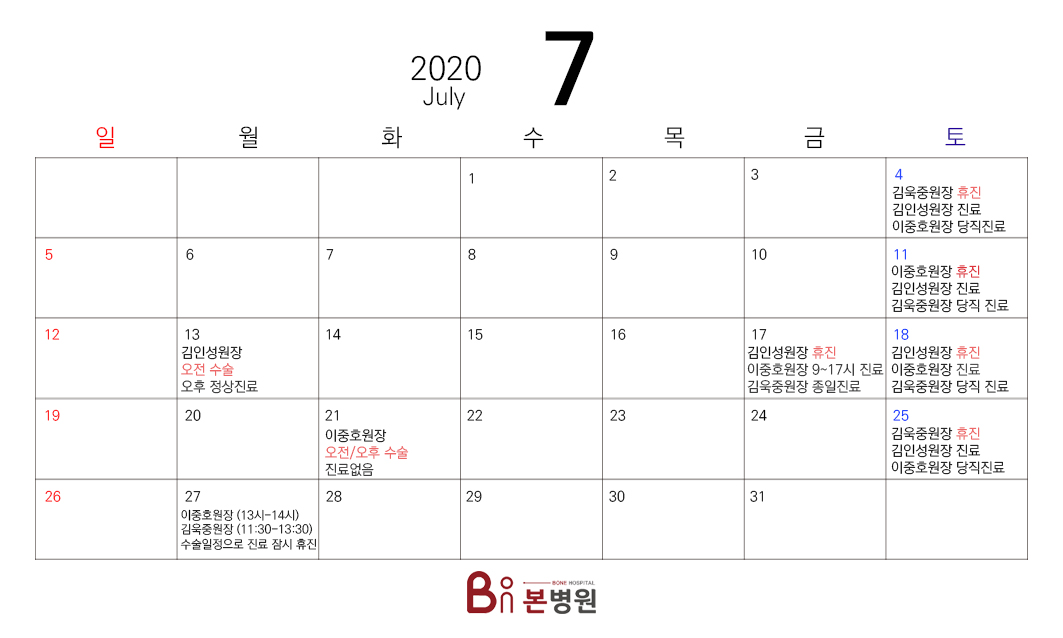 2020
July
7
일 월 화 수 목 금 토
1 2 3 4
김욱중원장 휴진
김인성원장 진료
이중호원장 당직진료
5 6 7 8 9 10 11
이중호원장 휴진
김인성원장 진료
김욱중원장 당직 진료
12 13
김인성원장
오전 수술
오후 정상진료
14 15 16 17
김인성원장 휴진
이중호원장 9~17시 진료
김욱중원장 종일진료
18
김인성원장 휴진
이중호원장 진료
김욱중원장 당직 진료
19 20 21
이중호원장
오전/오후 수술
진료없음
22 23 24 25
김욱중원장 휴진
김인성원장 진료
이중호원장 당직진료
26 27
이중호원장 (13시-14시)
김욱중원장 (11:30-13:30)
수술일정으로 진료 잠시 휴진
28 29 30 31
BONE HOSPITAL
본병원